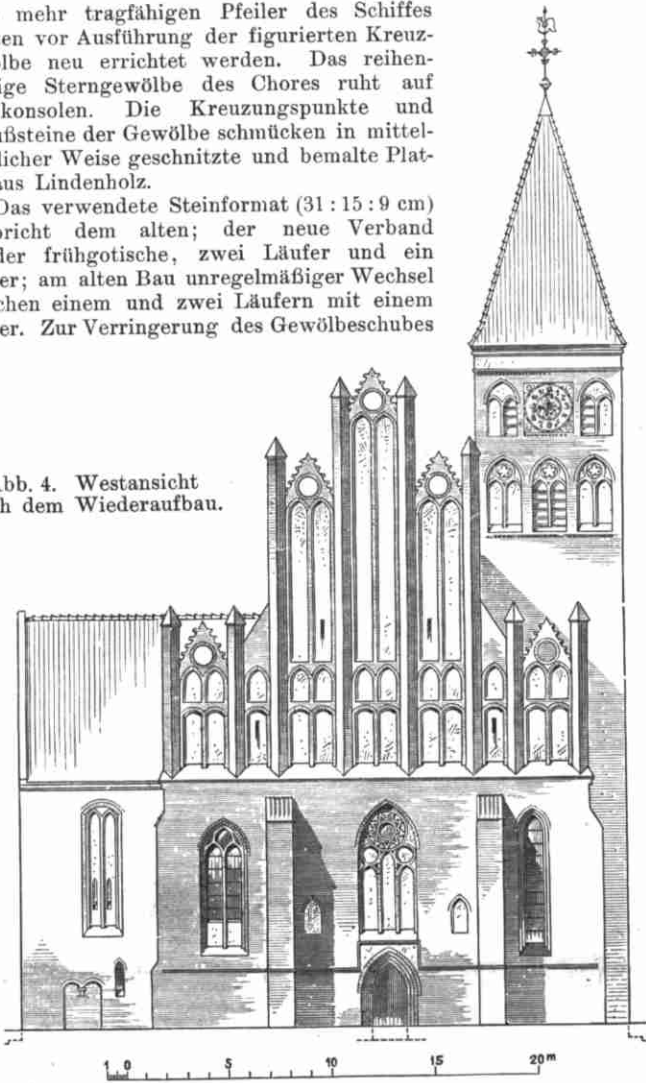 mehr tragfähigen Pfeiler des Schiffes
en vor Ausführung der figurierten Kreuz-
lbe neu errichtet werden. Das reihen-
ige Sterngewölbe des Chores ruht auf
konsolen. Die Kreuzungspunkte und
ußsteine der Gewölbe schmücken in mittel-
licher Weise geschnitzte und bemalte Plat-
aus Lindenholz.
Das verwendete Steinformat (31 : 15 : 9 cm)
pricht dem alten; der neue Verband
der frühgotische, zwei Läufer und ein
er; am alten Bau unregelmäßiger Wechsel
chen einem und zwei Läufern mit einem
er. Zur Verringerung des Gewölbeschubes
bb. 4. Westansicht
h dem Wiederaufbau.
1 0 5 10 15 20 m